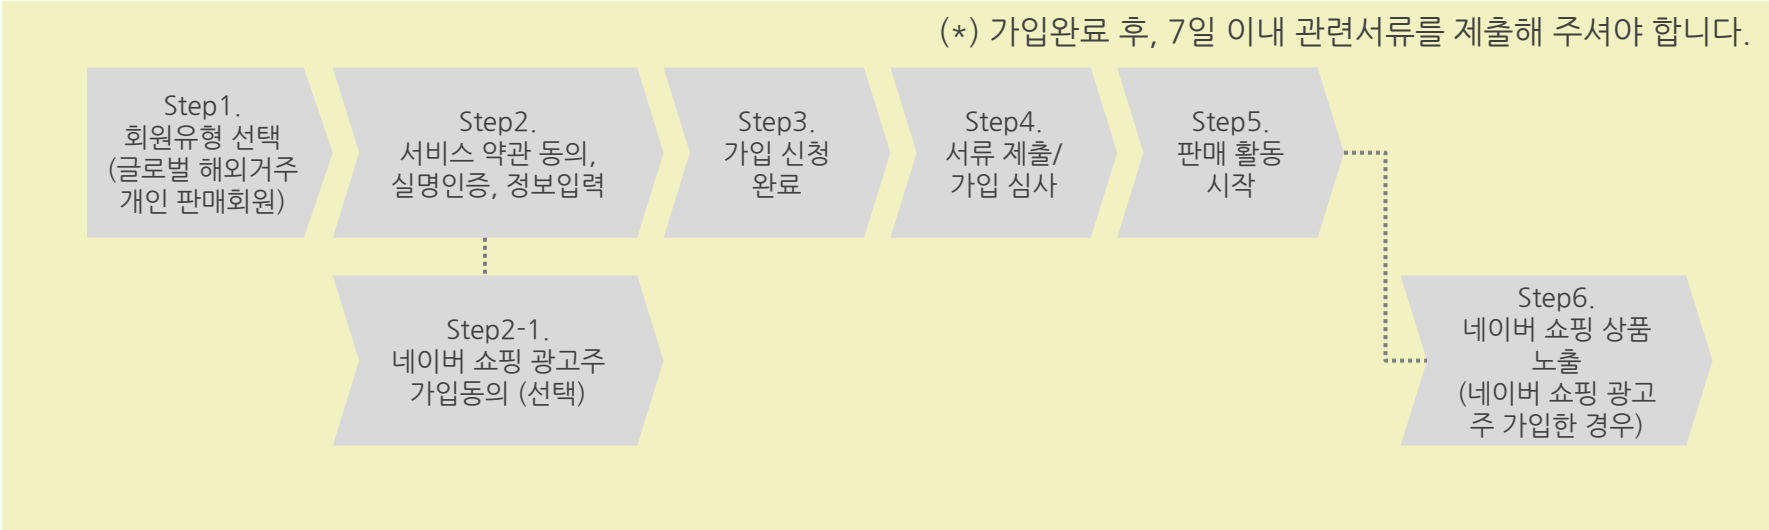 (*) 가입완료 후, 7일 이내 관련서류를 제출해 주셔야 합니다.
Step1.
회원유형 선택
(글로벌 해외거주
개인 판매회원)
Step2.
서비스 약관 동의,
실명인증, 정보입력
Step3.
가입 신청
완료
Step4.
서류 제출/
가입 심사
Step5.
판매 활동
시작
Step2-1.
네이버 쇼핑 광고주
가입동의 (선택)
Step6.
네이버 쇼핑 상품
노출
(네이버 쇼핑 광고
주 가입한 경우)